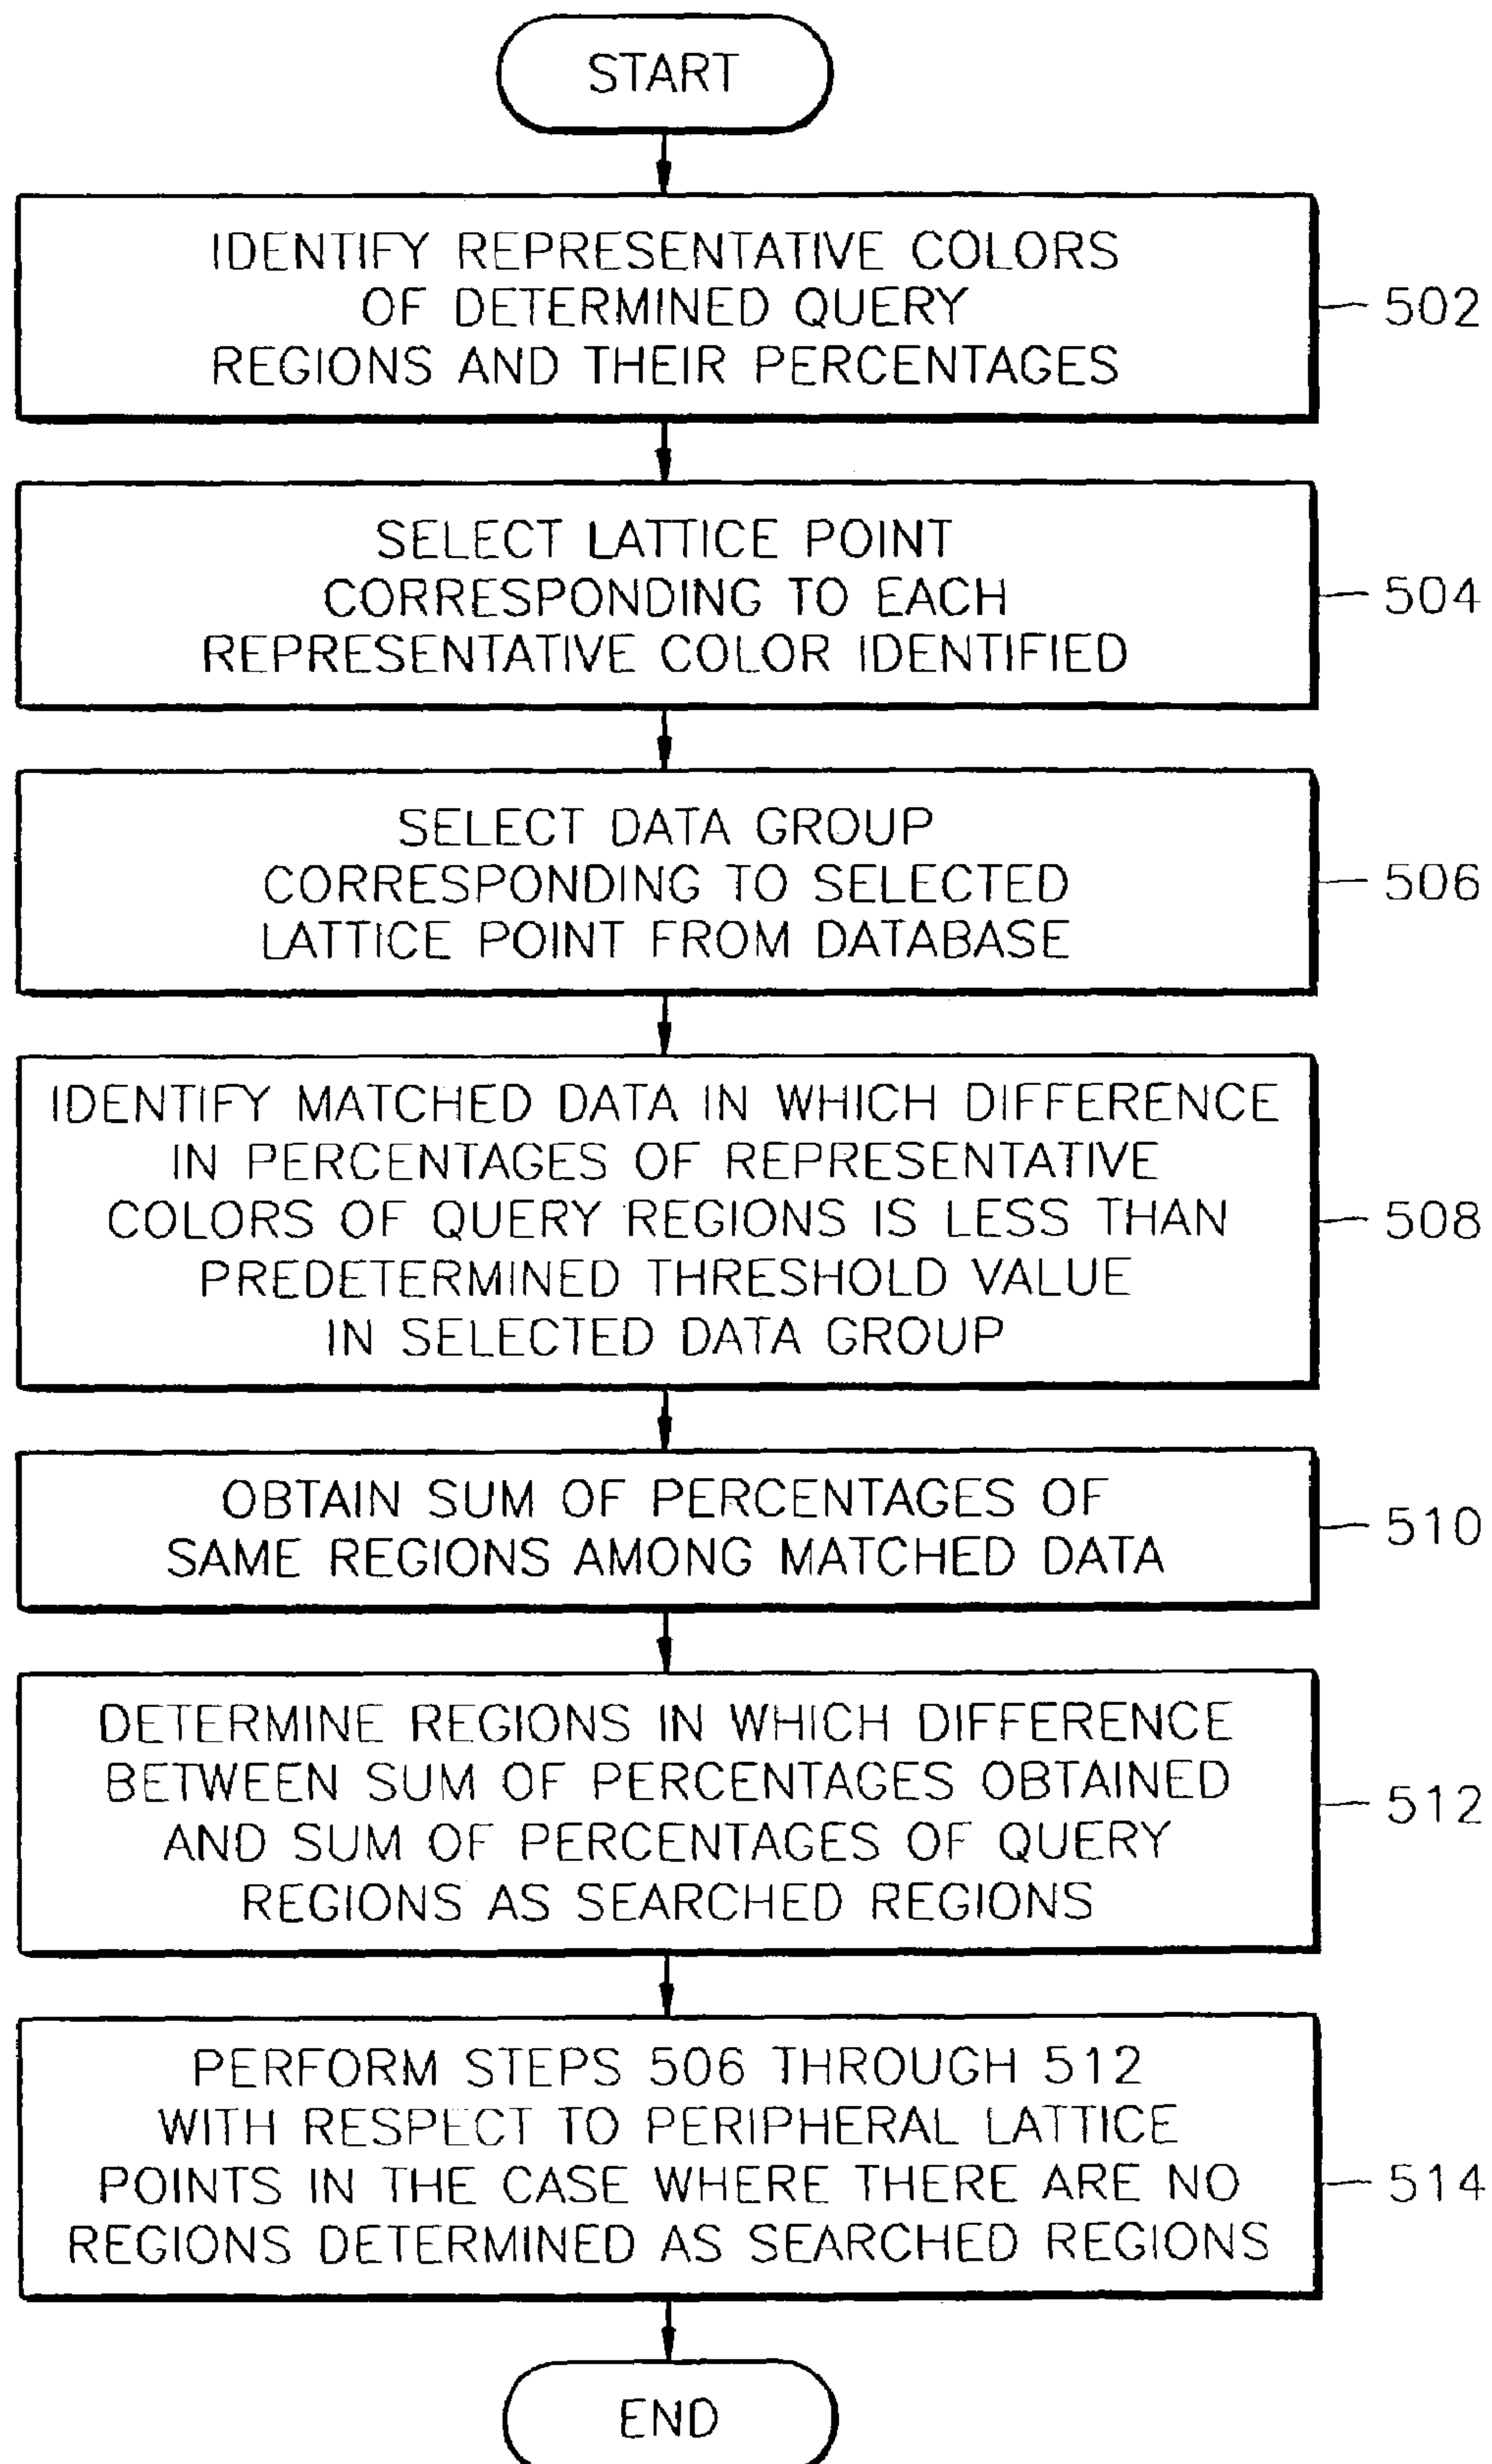 START
IDENTIFY REPRESENTATIVE COLORS
OF DETERMINED QUERY
REGIONS AND THEIR PERCENTAGES
502
SELECT LATTICE POINT
CORRESPONDING TO EACH
REPRESENTATIVE COLOR IDENTIFIED
504
SELECT DATA GROUP
CORRESPONDING TO SELECTED
LATTICE POINT FROM DATABASE
506
IDENTIFY MATCHED DATA IN WHICH DIFFERENCE
IN PERCENTAGES OF REPRESENTATIVE
COLORS OF QUERY REGIONS IS LESS THAN
PREDETERMINED THRESHOLD VALUE
IN SELECTED DATA GROUP
508
OBTAIN SUM OF PERCENTAGES OF
SAME REGIONS AMONG MATCHED DATA
510
DETERMINE REGIONS IN WHICH DIFFERENCE
BETWEEN SUM OF PERCENTAGES OBTAINED
AND SUM OF PERCENTAGES OF QUERY
REGIONS AS SEARCHED REGIONS
512
PERFORM STEPS 506 THROUGH 512
WITH RESPECT TO PERIPHERAL LATTICE
POINTS IN THE CASE WHERE THERE ARE NO
REGIONS DETERMINED AS SEARCHED REGIONS
514
END